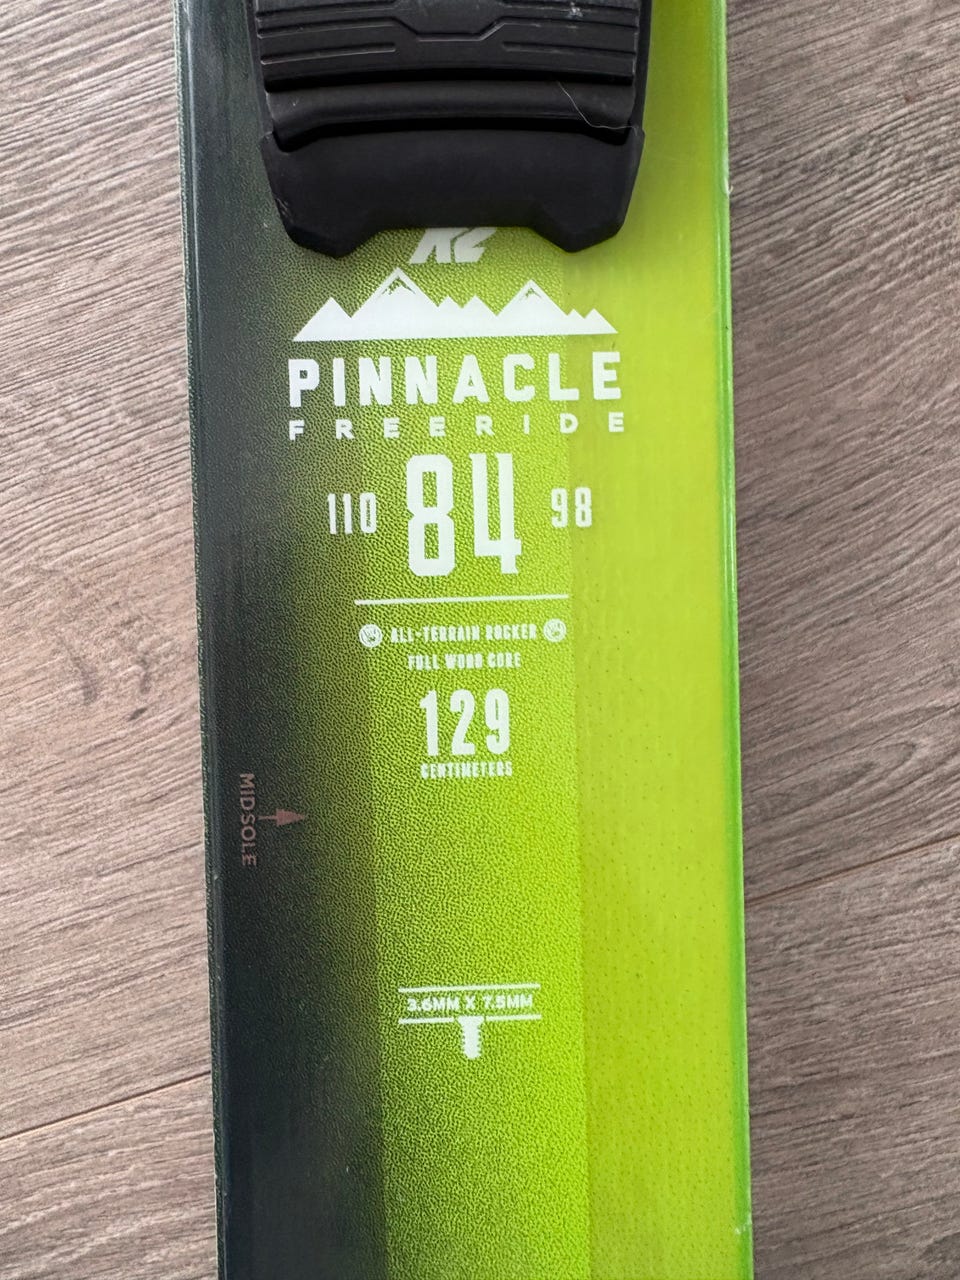 K2
PINNACLE
FREERIDE
110 84 98
ALL-TERRAIN ROCKER
FULL WOOD CORE
129
CENTIMETERS
MIDSOLE
3.6MM X 7.5MM